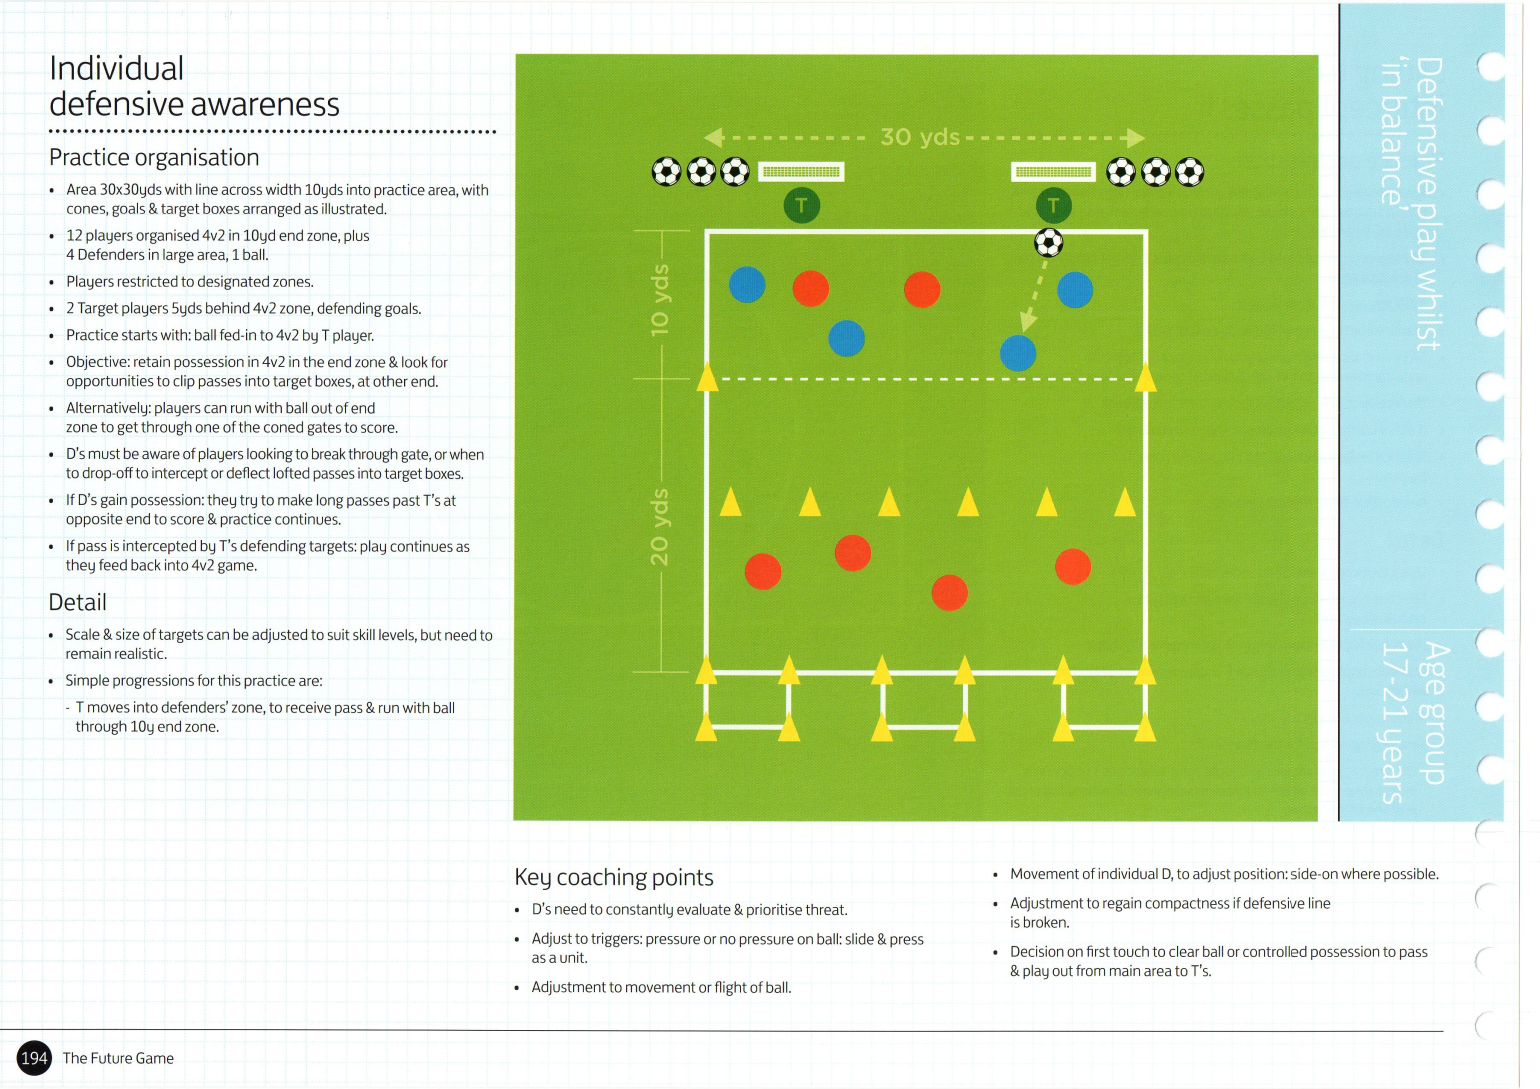 Individual
defensive awareness
Practice organisation
• Area 30x30yds with line across width 10yds into practice area, with
cones, goals & target boxes arranged as illustrated.
• 12 players organised 4v2 in 10yd end zone, plus
4 Defenders in large area, 1 ball.
• Players restricted to designated zones.
• 2 Target players 5yds behind 4v2 zone, defending goals.
• Practice starts with: ball fed-in to 4v2 by T player.
• Objective: retain possession in 4v2 in the end zone & look for
opportunities to clip passes into target boxes, at other end.
• Alternatively: players can run with ball out of end
zone to get through one of the coned gates to score.
• D's must be aware of players looking to break through gate, or when
to drop-off to intercept or deflect lofted passes into target boxes.
• If D's gain possession: they try to make long passes past T's at
opposite end to score & practice continues.
• If pass is intercepted by T's defending targets: play continues as
they feed back into 4v2 game.
Detail
• Scale & size of targets can be adjusted to suit skill levels, but need to
remain realistic.
• Simple progressions for this practice are:
- T moves into defenders' zone, to receive pass & run with ball
through 10y end zone.
30 yds
T
T
10 yds
20 yds
Defensive play whilst
'in balance'
Age group
17-21 years
Key coaching points
• D's need to constantly evaluate & prioritise threat.
• Adjust to triggers: pressure or no pressure on ball: slide & press
as a unit.
• Adjustment to movement or flight of ball.
• Movement of individual D, to adjust position: side-on where possible.
• Adjustment to regain compactness if defensive line
is broken.
• Decision on first touch to clear ball or controlled possession to pass
& play out from main area to T's.
194 The Future Game